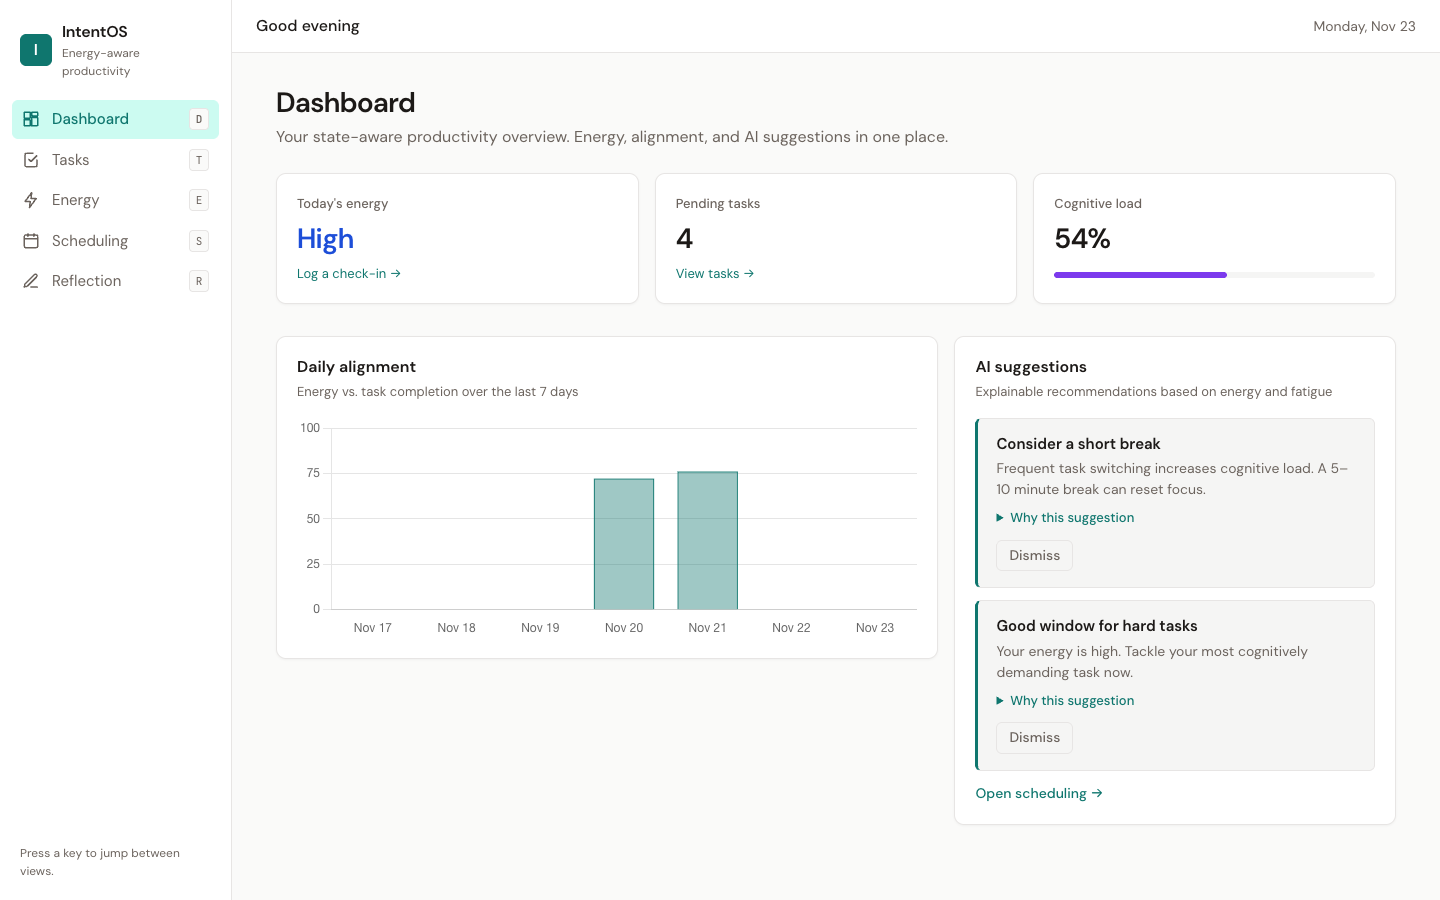 I
IntentOS
Energy-aware
productivity
Dashboard D
Tasks T
Energy E
Scheduling S
Reflection R
Press a key to jump between
views.
Good evening
Monday, Nov 23
Dashboard
Your state-aware productivity overview. Energy, alignment, and AI suggestions in one place.
Today's energy
High
Log a check-in →
Pending tasks
4
View tasks →
Cognitive load
54%
Daily alignment
Energy vs. task completion over the last 7 days
100
75
50
25
0
Nov 17 Nov 18 Nov 19 Nov 20 Nov 21 Nov 22 Nov 23
AI suggestions
Explainable recommendations based on energy and fatigue
Consider a short break
Frequent task switching increases cognitive load. A 5–
10 minute break can reset focus.
Why this suggestion
Dismiss
Good window for hard tasks
Your energy is high. Tackle your most cognitively
demanding task now.
Why this suggestion
Dismiss
Open scheduling →